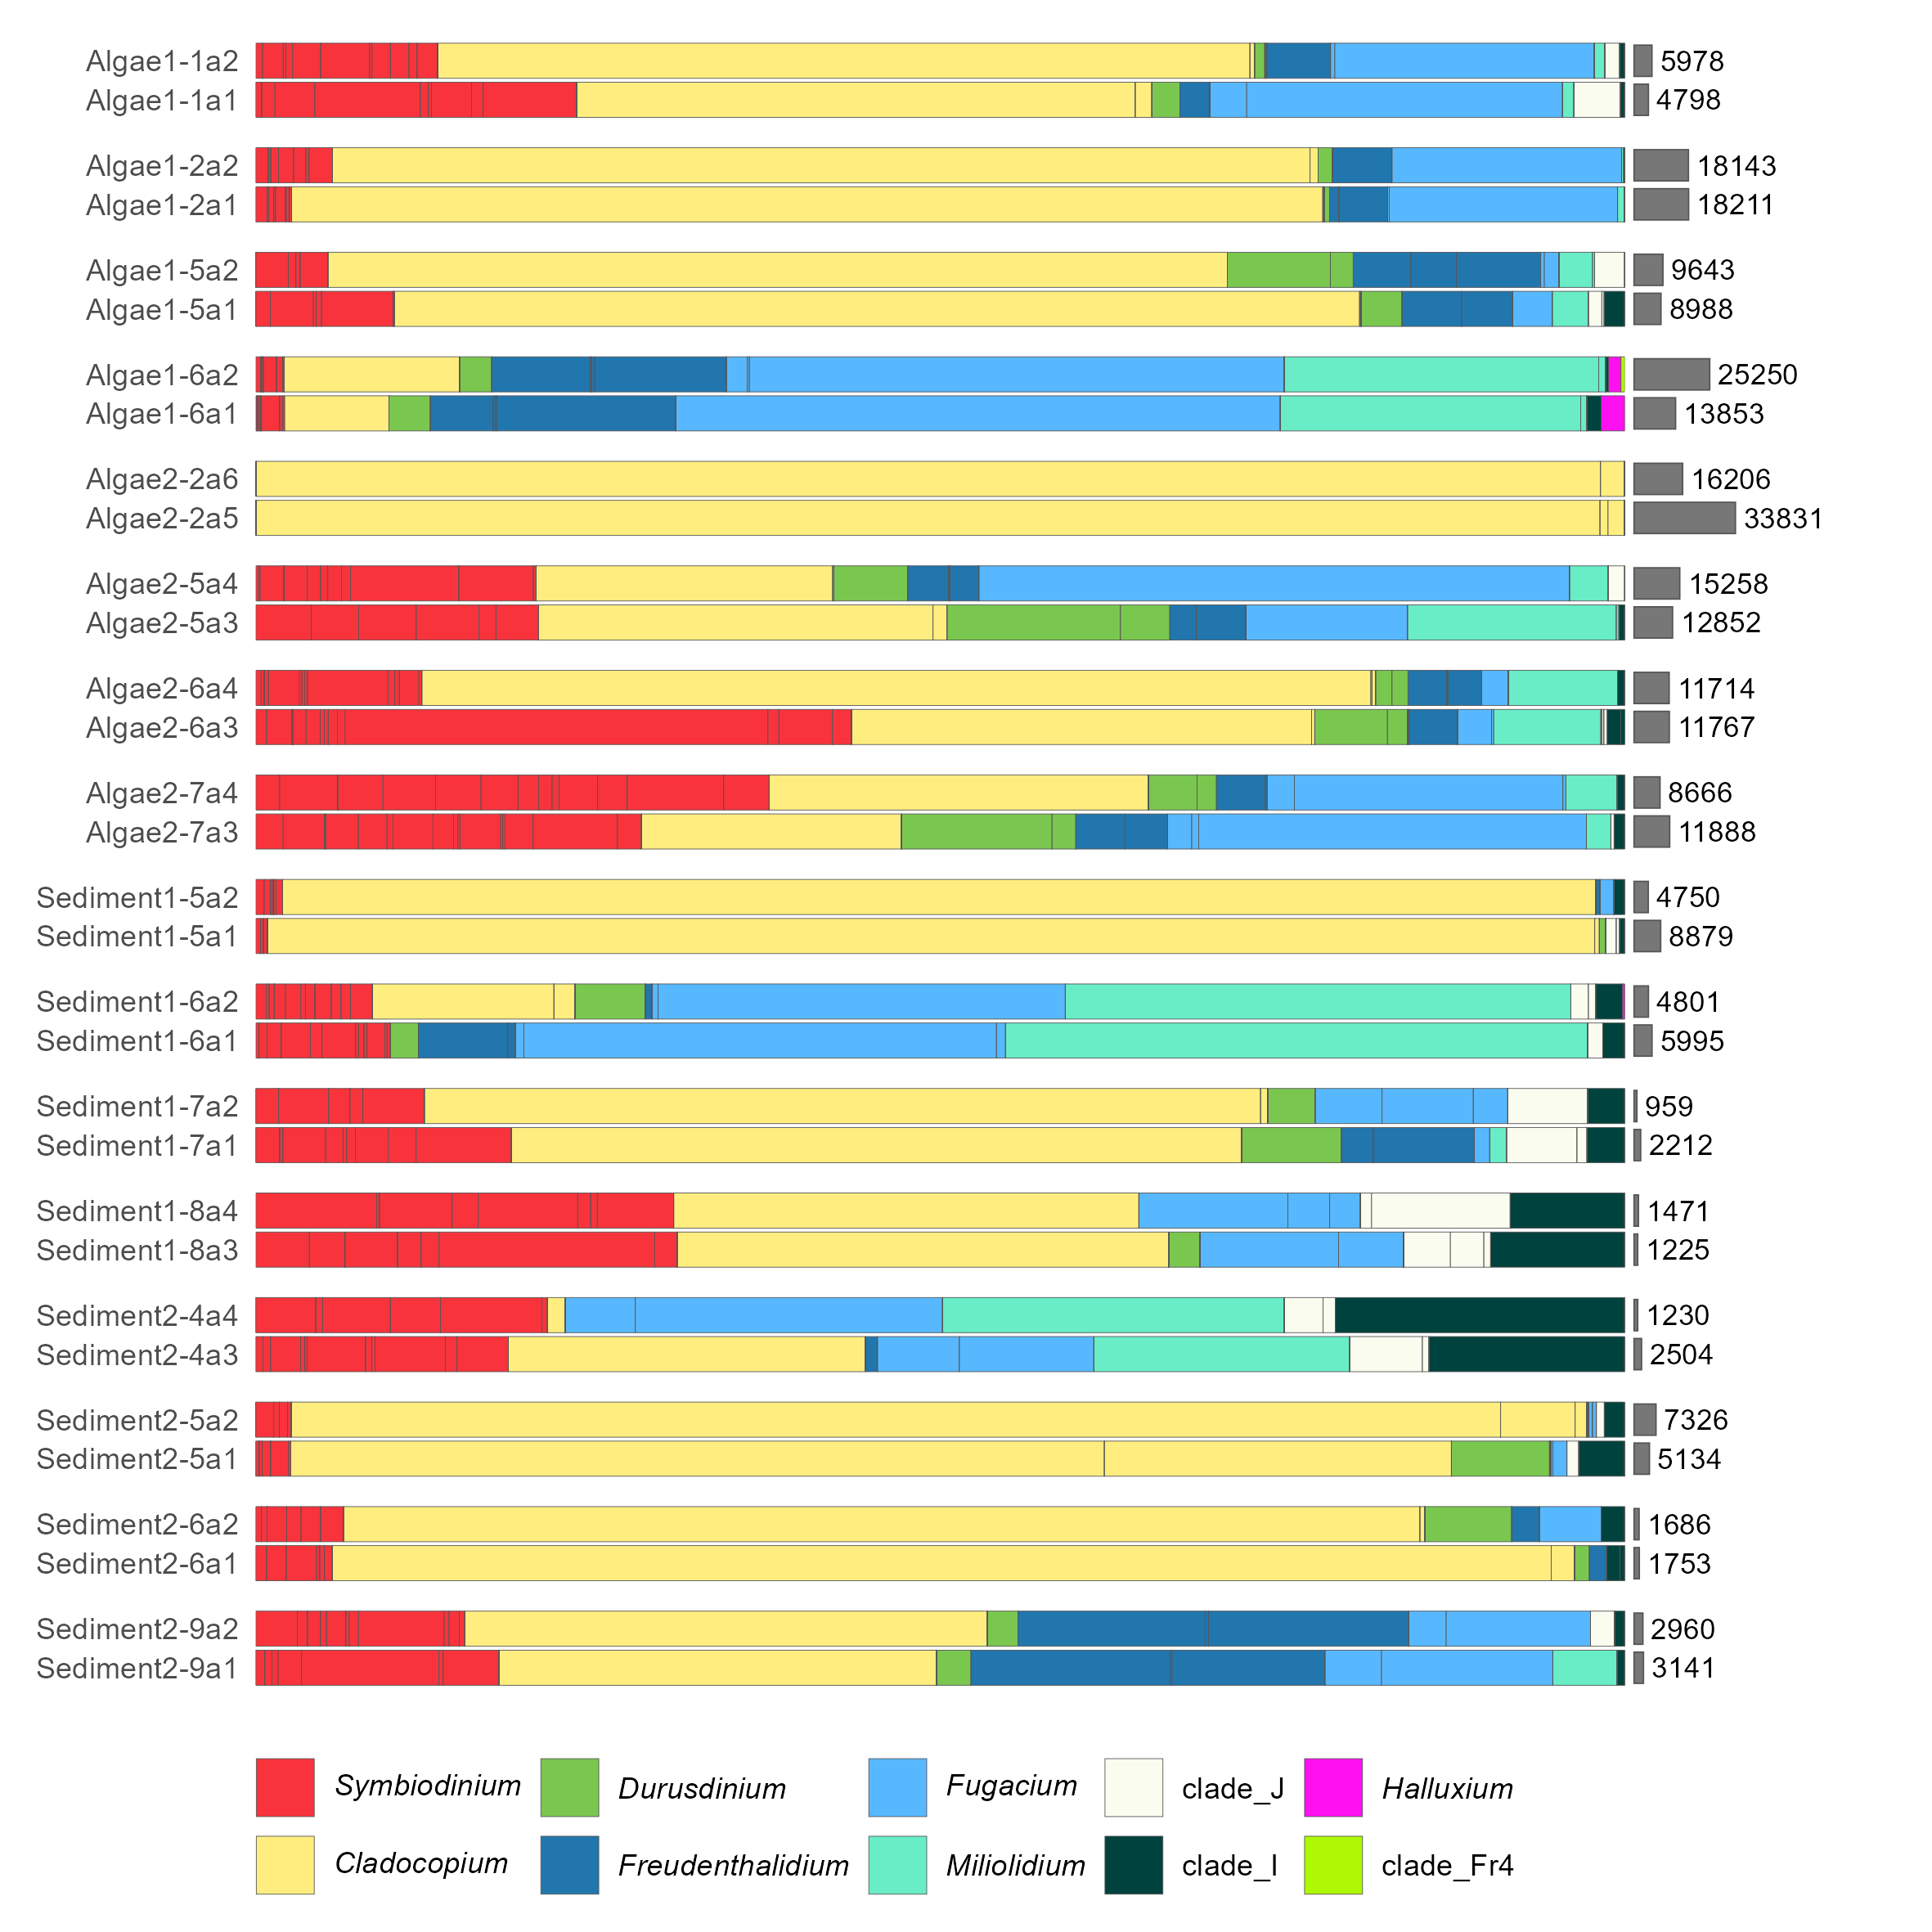 Algae1-1a2 5978
Algae1-1a1 4798
Algae1-2a2 18143
Algae1-2a1 18211
Algae1-5a2 9643
Algae1-5a1 8988
Algae1-6a2 25250
Algae1-6a1 13853
Algae2-2a6 16206
Algae2-2a5 33831
Algae2-5a4 15258
Algae2-5a3 12852
Algae2-6a4 11714
Algae2-6a3 11767
Algae2-7a4 8666
Algae2-7a3 11888
Sediment1-5a2 4750
Sediment1-5a1 8879
Sediment1-6a2 4801
Sediment1-6a1 5995
Sediment1-7a2 959
Sediment1-7a1 2212
Sediment1-8a4 1471
Sediment1-8a3 1225
Sediment2-4a4 1230
Sediment2-4a3 2504
Sediment2-5a2 7326
Sediment2-5a1 5134
Sediment2-6a2 1686
Sediment2-6a1 1753
Sediment2-9a2 2960
Sediment2-9a1 3141
Symbiodinium Durusdinium Fugacium clade_J Halluxium
Cladocopium Freudenthalidium Miliolidium clade_I clade_Fr4